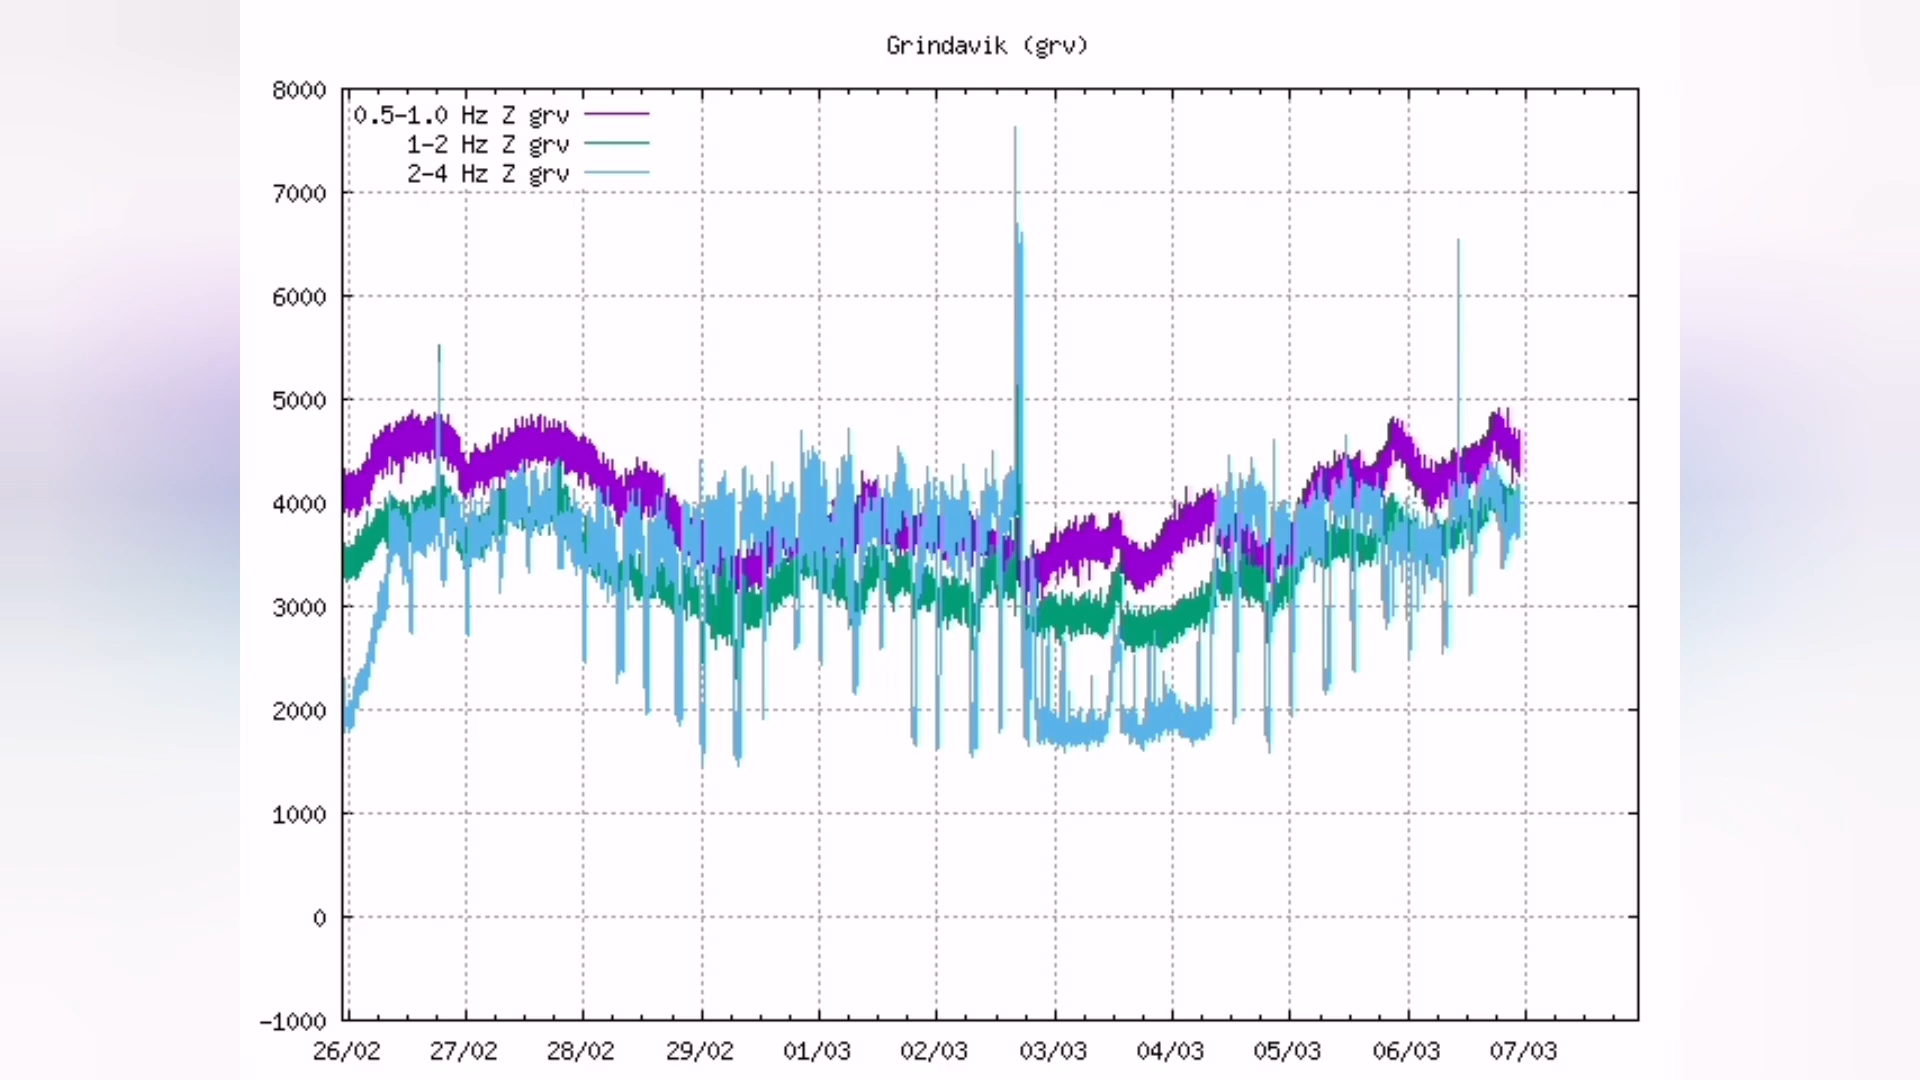 Grindavik (grv)
8000
0.5-1.0 Hz Z grv
1-2 Hz Z grv
2-4 Hz Z grv
7000
6000
5000
4000
3000
2000
1000
0
-1000
26/02 27/02 28/02 29/02 01/03 02/03 03/03 04/03 05/03 06/03 07/03